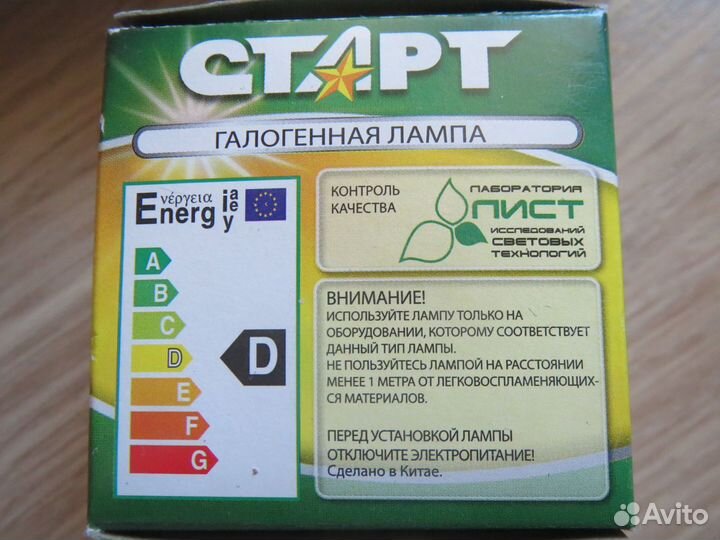 СТАРТ
ГАЛОГЕННАЯ ЛАМПА
Energy ενέργεια
ia
ie
y
A
B
C
D
E
F
G
D
КОНТРОЛЬ
КАЧЕСТВА
ЛАБОРАТОРИЯ
ЛИСТ
ИССЛЕДОВАНИЙ
СВЕТОВЫХ
ТЕХНОЛОГИЙ
ВНИМАНИЕ!
ИСПОЛЬЗУЙТЕ ЛАМПУ ТОЛЬКО НА
ОБОРУДОВАНИИ, КОТОРОМУ СООТВЕТСТВУЕТ
ДАННЫЙ ТИП ЛАМПЫ.
НЕ ПОЛЬЗУЙТЕСЬ ЛАМПОЙ НА РАССТОЯНИИ
МЕНЕЕ 1 МЕТРА ОТ ЛЕГКОВОСПЛАМЕНЯЮЩИХ-
СЯ МАТЕРИАЛОВ.
ПЕРЕД УСТАНОВКОЙ ЛАМПЫ
ОТКЛЮЧИТЕ ЭЛЕКТРОПИТАНИЕ!
Сделано в Китае.
Avito